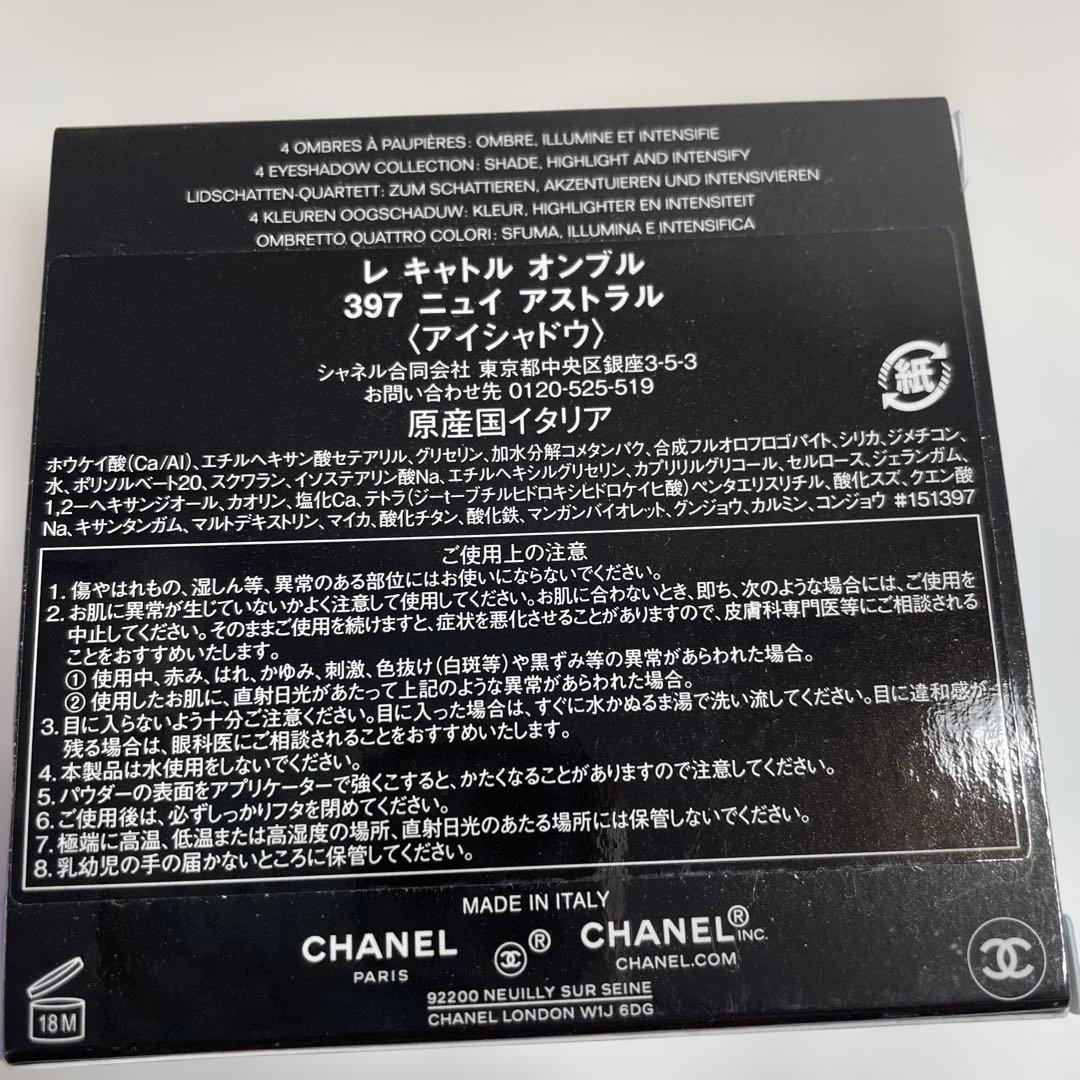 4 OMBRES À PAUPIÈRES : OMBRE, ILLUMINE ET INTENSIFIE
4 EYESHADOW COLLECTION : SHADE, HIGHLIGHT AND INTENSIFY
LIDSCHATTEN-QUARTETT : ZUM SCHATTIEREN, AKZENTUIEREN UND INTENSIVIEREN
4 KLEUREN OOGSCHADUW : KLEUR, HIGHLIGHTER EN INTENSITEIT
OMBRETTO QUATTRO COLORI : SFUMA, ILLUMINA E INTENSIFICA
レ キャトル オンブル
397 ニュイ アストラル
〈アイシャドウ〉
シャネル合同会社 東京都中央区銀座3-5-3
お問い合わせ先 0120-525-519
紙
原産国イタリア
ホウケイ酸(Ca/Al)、エチルヘキサン酸セテアリル、グリセリン、加水分解コメタンパク、合成フルオロフロゴパイト、シリカ、ジメチコン、
水、ポリソルベート20、スクワラン、イソステアリン酸Na、エチルヘキシルグリセリン、カプリリルグリコール、セルロース、ジェランガム、
1,2ーヘキサンジオール、カオリン、塩化Ca、テトラ(ジーtーブチルヒドロキシヒドロケイヒ酸)ペンタエリスリチル、酸化スズ、クエン酸
Na、キサンタンガム、マルトデキストリン、マイカ、酸化チタン、酸化鉄、マンガンバイオレット、グンジョウ、カルミン、コンジョウ #151397
ご使用上の注意
1. 傷やはれもの、湿しん等、異常のある部位にはお使いにならないでください。
2. お肌に異常が生じていないかよく注意して使用してください。お肌に合わないとき、即ち、次のような場合には、ご使用を
中止してください。そのままご使用を続けますと、症状を悪化させることがありますので、皮膚科専門医等にご相談される
ことをおすすめいたします。
① 使用中、赤み、はれ、かゆみ、刺激、色抜け(白斑等)や黒ずみ等の異常があらわれた場合。
② 使用したお肌に、直射日光があたって上記のような異常があらわれた場合。
3. 目に入らないよう十分ご注意ください。目に入った場合は、すぐに水かぬるま湯で洗い流してください。目に違和感が
残る場合は、眼科医にご相談されることをおすすめいたします。
4. 本製品は水使用をしないでください。
5. パウダーの表面をアプリケーターで強くこすると、かたくなることがありますので注意してください。
6. ご使用後は、必ずしっかりフタを閉めてください。
7. 極端に高温、低温または高湿度の場所、直射日光のあたる場所には保管しないでください。
8. 乳幼児の手の届かないところに保管してください。
MADE IN ITALY
CHANEL
PARIS
®
CHANEL® INC.
CHANEL.COM
92200 NEUILLY SUR SEINE
CHANEL LONDON W1J 6DG
18 M